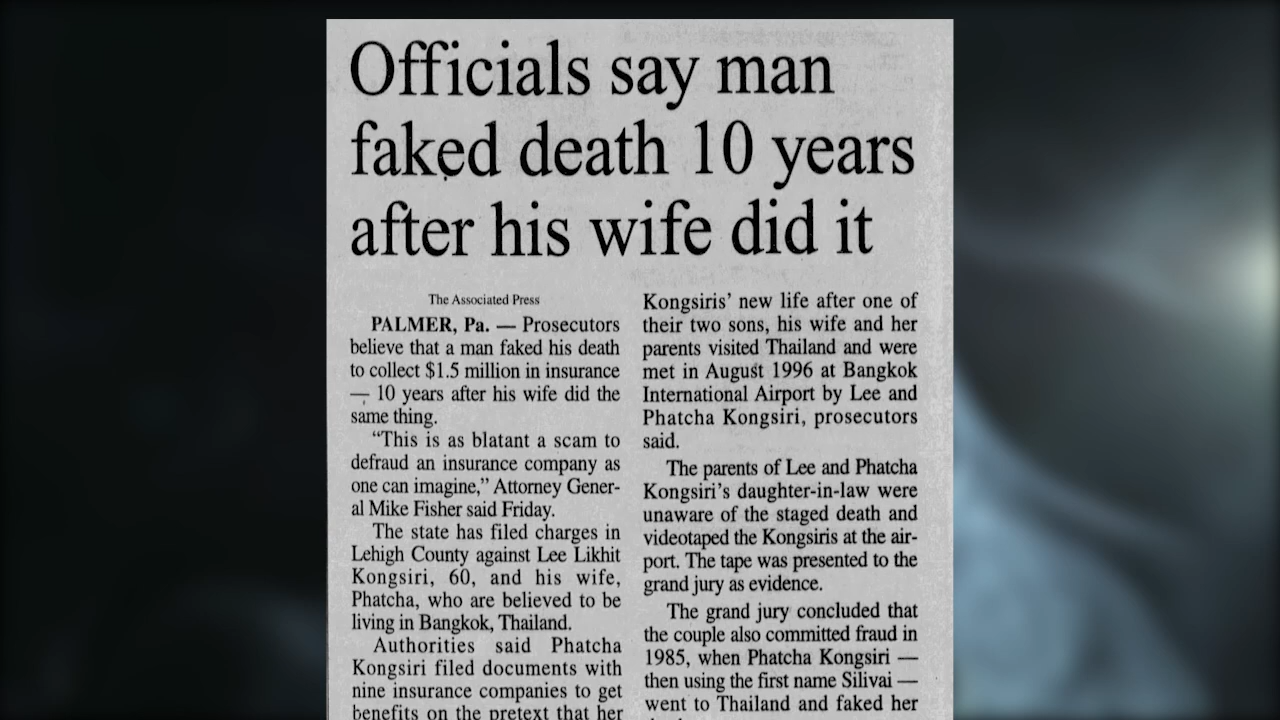 Officials say man
faked death 10 years
after his wife did it
The Associated Press
PALMER, Pa. — Prosecutors
believe that a man faked his death
to collect $1.5 million in insurance
— 10 years after his wife did the
same thing.
“This is as blatant a scam to
defraud an insurance company as
one can imagine,” Attorney Gener-
al Mike Fisher said Friday.
The state has filed charges in
Lehigh County against Lee Likhit
Kongsiri, 60, and his wife,
Phatcha, who are believed to be
living in Bangkok, Thailand.
Authorities said Phatcha
Kongsiri filed documents with
nine insurance companies to get
benefits on the pretext that her
Kongsiris’ new life after one of
their two sons, his wife and her
parents visited Thailand and were
met in August 1996 at Bangkok
International Airport by Lee and
Phatcha Kongsiri, prosecutors
said.
The parents of Lee and Phatcha
Kongsiri’s daughter-in-law were
unaware of the staged death and
videotaped the Kongsiris at the air-
port. The tape was presented to the
grand jury as evidence.
The grand jury concluded that
the couple also committed fraud in
1985, when Phatcha Kongsiri —
then using the first name Silivai —
went to Thailand and faked her